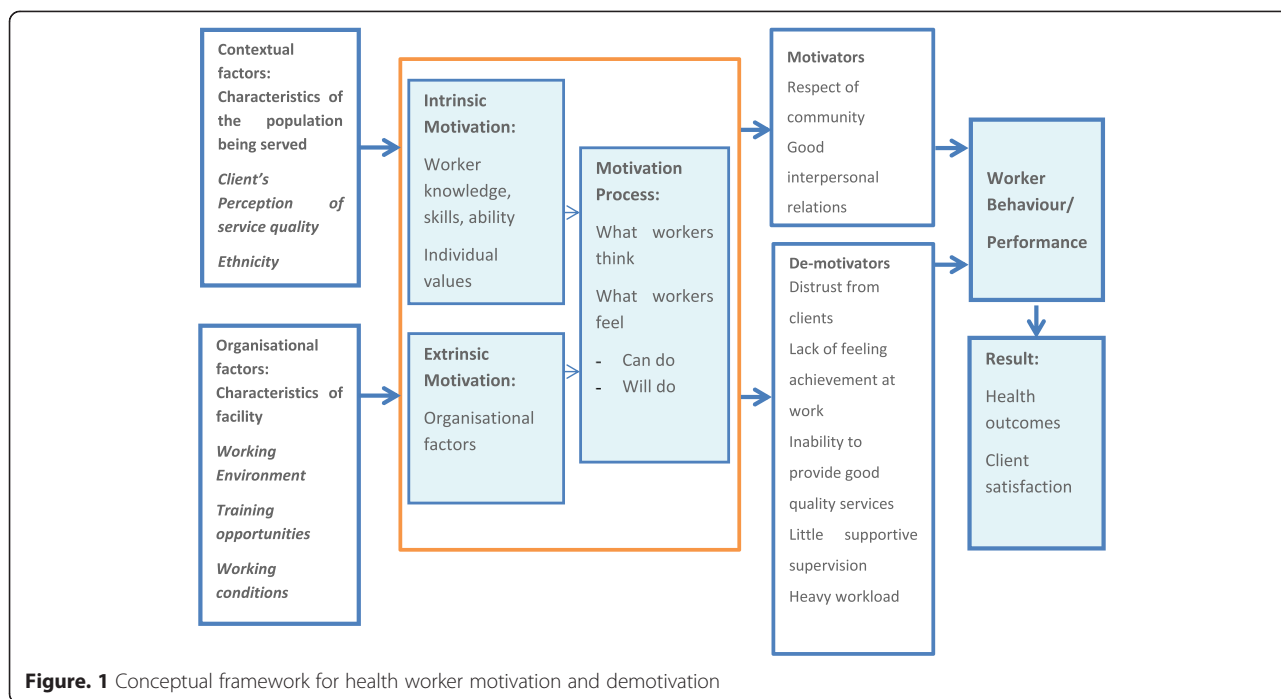 Contextual
factors:
Characteristics of
the population
being served
Client's
Perception of
service quality
Ethnicity
Organisational
factors:
Characteristics of
facility
Working
Environment
Training
opportunities
Working
conditions
Intrinsic
Motivation:
Worker
knowledge,
skills, ability
Individual
values
Extrinsic
Motivation:
Organisational
factors
Motivation
Process:
What workers
think
What workers
feel
- Can do
- Will do
Motivators
Respect of
community
Good
interpersonal
relations
De-motivators
Distrust from
clients
Lack of feeling
achievement at
work
Inability to
provide good
quality services
Little supportive
supervision
Heavy workload
Worker
Behaviour/
Performance
Result:
Health
outcomes
Client
satisfaction
Figure. 1 Conceptual framework for health worker motivation and demotivation